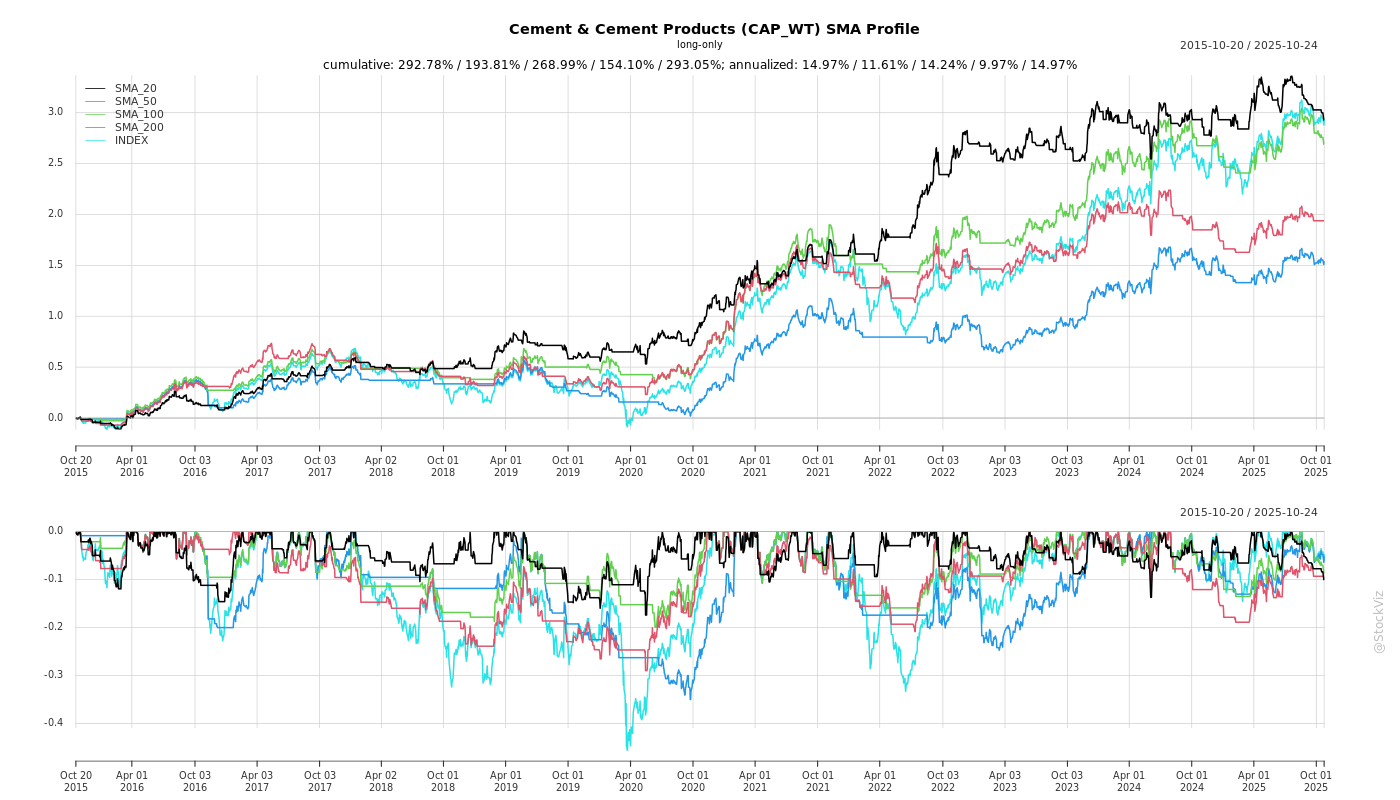 Cement & Cement Products (CAP_WT) SMA Profile
long-only
2015-10-20 / 2025-10-24
cumulative: 292.78% / 193.81% / 268.99% / 154.10% / 293.05%; annualized: 14.97% / 11.61% / 14.24% / 9.97% / 14.97%
SMA_20
SMA_50
SMA_100
SMA_200
INDEX
3.0
2.5
2.0
1.5
1.0
0.5
0.0
Oct 20 Apr 01 Oct 03 Apr 03 Oct 03 Apr 02 Oct 01 Apr 01 Oct 01 Apr 01 Oct 01 Apr 01 Oct 01 Apr 01 Oct 03 Apr 03 Oct 03 Apr 01 Oct 01 Apr 01 Oct 01
2015 2016 2016 2017 2017 2018 2018 2019 2019 2020 2020 2021 2021 2022 2022 2023 2023 2024 2024 2025 2025
2015-10-20 / 2025-10-24
0.0
-0.1
-0.2
-0.3
-0.4
Oct 20 Apr 01 Oct 03 Apr 03 Oct 03 Apr 02 Oct 01 Apr 01 Oct 01 Apr 01 Oct 01 Apr 01 Oct 01 Apr 01 Oct 03 Apr 03 Oct 03 Apr 01 Oct 01 Apr 01 Oct 01
2015 2016 2016 2017 2017 2018 2018 2019 2019 2020 2020 2021 2021 2022 2022 2023 2023 2024 2024 2025 2025
@StockViz